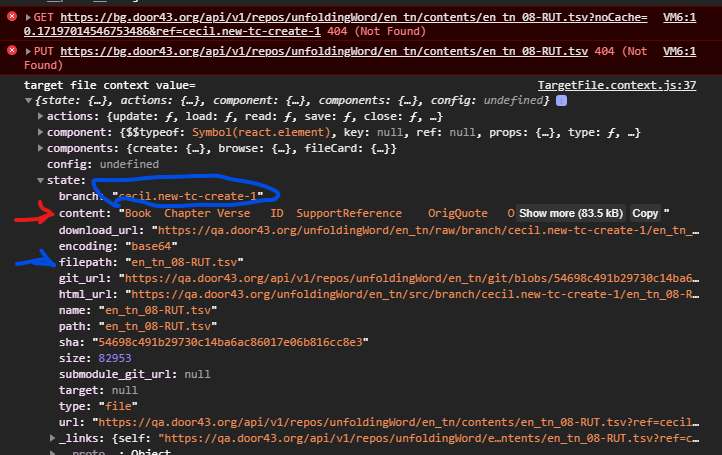 GET https://bg.door43.org/api/v1/repos/unfoldingWord/en_tn/contents/en_tn_08-RUT.tsv?noCache= VM6:1
0.17197014546753486&ref=cecil.new-tc-create-1 404 (Not Found)
PUT https://bg.door43.org/api/v1/repos/unfoldingWord/en_tn/contents/en_tn_08-RUT.tsv 404 (Not VM6:1
Found)
target file context value= TargetFile.context.js:37
{state: {…}, actions: {…}, component: {…}, components: {…}, config: undefined} i
actions: {update: ƒ, load: ƒ, read: ƒ, save: ƒ, close: ƒ, …}
component: {$$typeof: Symbol(react.element), key: null, ref: null, props: {…}, type: ƒ, …}
components: {create: {…}, browse: {…}, fileCard: {…}}
config: undefined
state:
branch: "cecil.new-tc-create-1"
content: "Book Chapter Verse ID SupportReference OrigQuote O Show more (83.5 kB) Copy "
download_url: "https://qa.door43.org/unfoldingWord/en_tn/raw/branch/cecil.new-tc-create-1/en_tn_…
encoding: "base64"
filepath: "en_tn_08-RUT.tsv"
git_url: "https://qa.door43.org/api/v1/repos/unfoldingWord/en_tn/git/blobs/54698c491b29730c14ba6…
html_url: "https://qa.door43.org/unfoldingWord/en_tn/src/branch/cecil.new-tc-create-1/en_tn_08-R…
name: "en_tn_08-RUT.tsv"
path: "en_tn_08-RUT.tsv"
sha: "54698c491b29730c14ba6ac86017e06b816cc8e3"
size: 82953
submodule_git_url: null
target: null
type: "file"
url: "https://qa.door43.org/api/v1/repos/unfoldingWord/en_tn/contents/en_tn_08-RUT.tsv?ref=cecil…
_links: {self: "https://qa.door43.org/api/v1/repos/unfoldingWord/e…ntents/en_tn_08-RUT.tsv?ref=c…
__proto__: Object